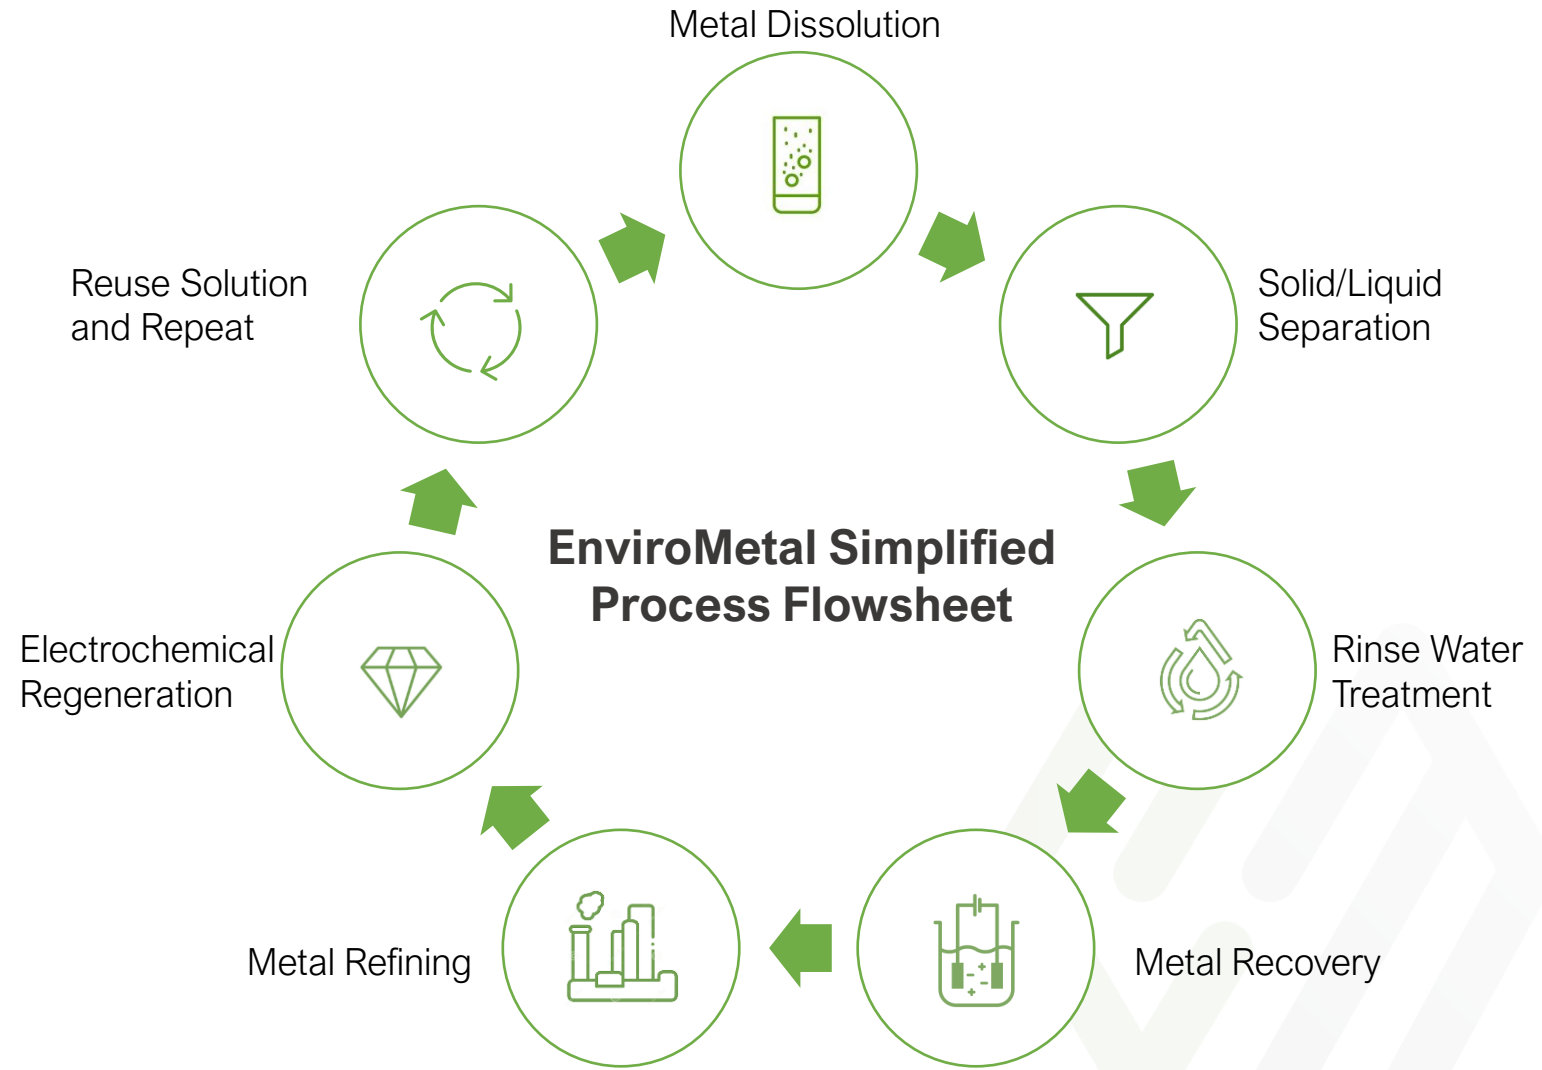 Metal Dissolution
Solid/Liquid
Separation
Rinse Water
Treatment
Metal Recovery
Metal Refining
Electrochemical
Regeneration
Reuse Solution
and Repeat
EnviroMetal Simplified
Process Flowsheet